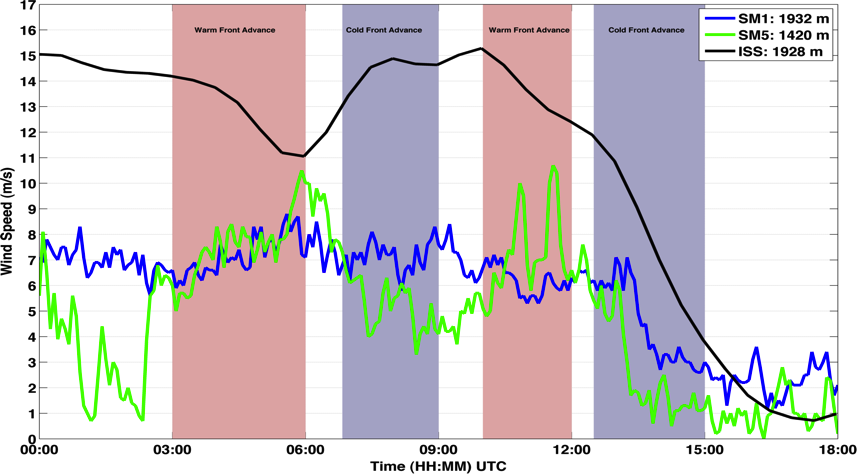 17
16
15
14
13
12
11
10
9
8
7
6
5
4
3
2
1
0
Wind Speed (m/s)
Warm Front Advance
Cold Front Advance
Warm Front Advance
Cold Front Advance
SM1: 1932 m
SM5: 1420 m
ISS: 1928 m
00:00 03:00 06:00 09:00 12:00 15:00 18:00
Time (HH:MM) UTC